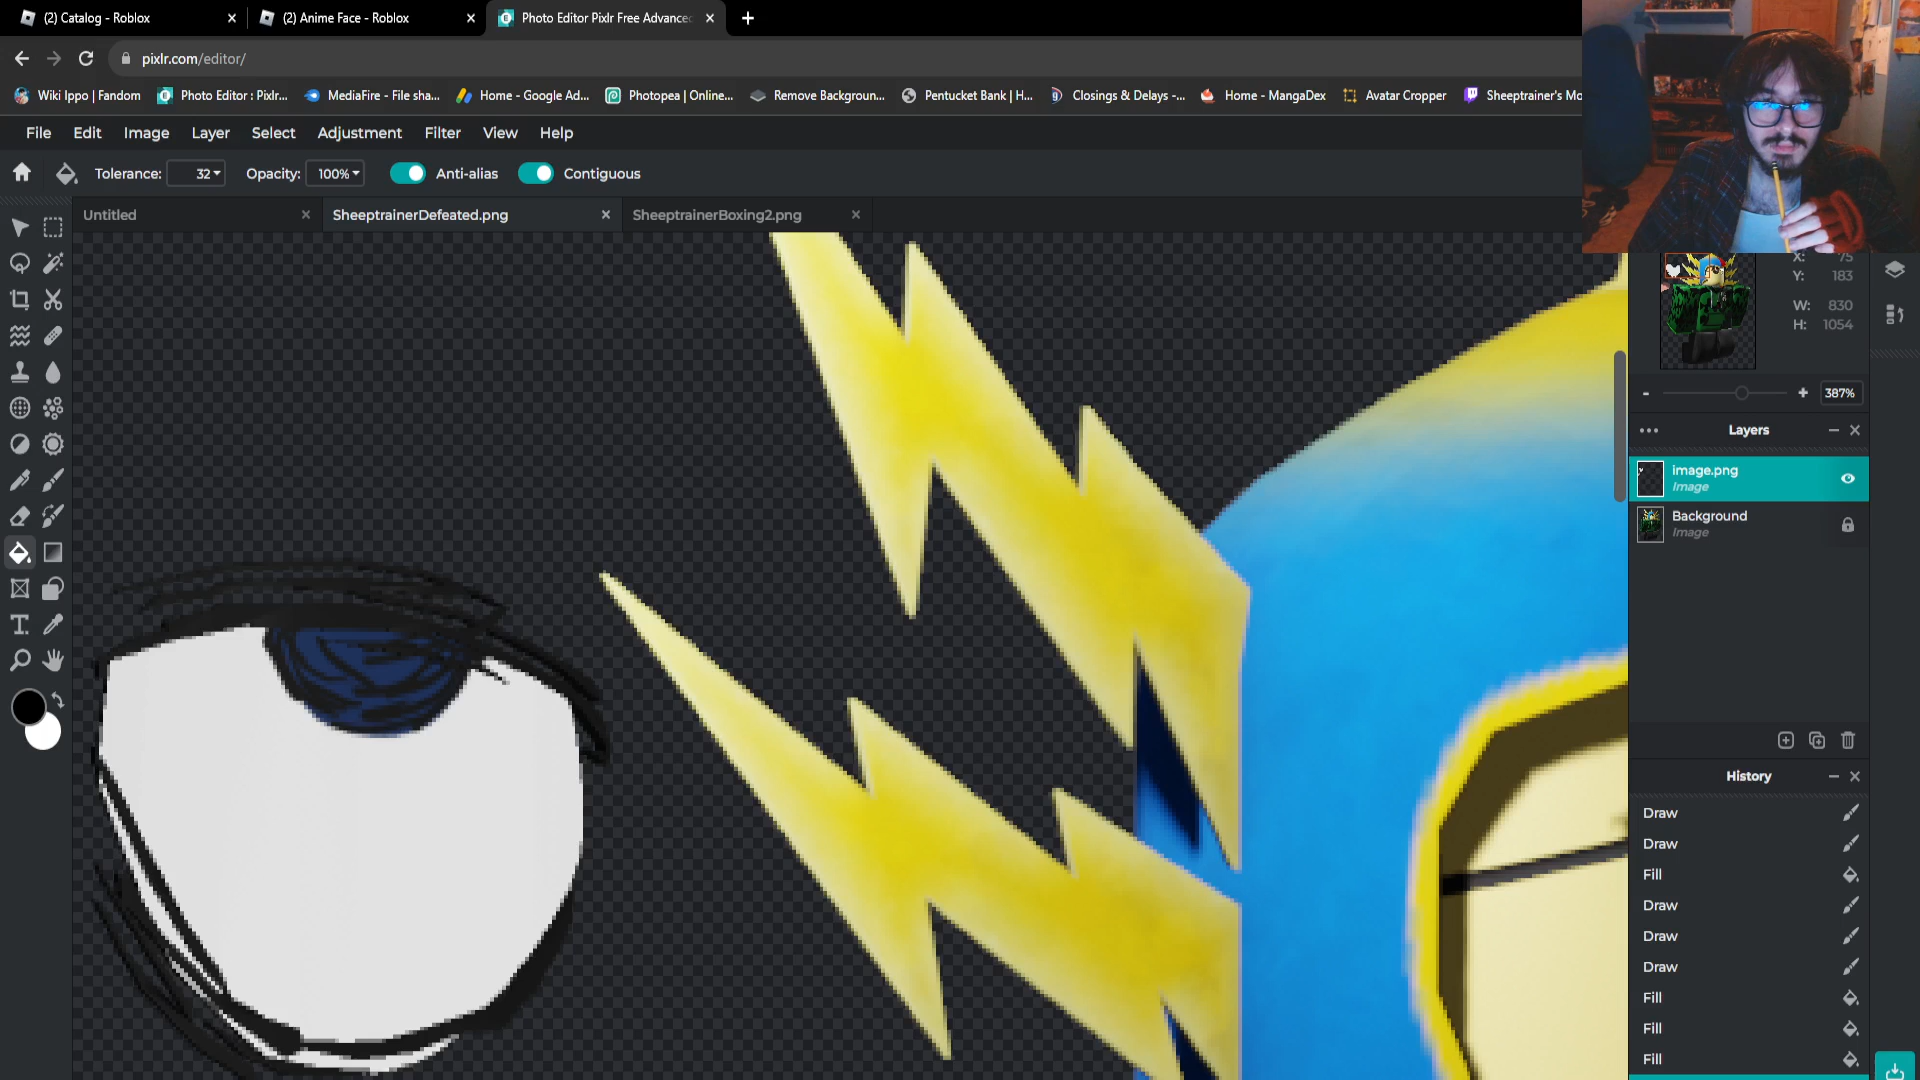 (2) Catalog - Roblox
(2) Anime Face - Roblox
Photo Editor Pixlr Free Advance
pixlr.com/editor/
Wiki Ippo | Fandom
Photo Editor : Pixlr...
MediaFire - File sha...
Home - Google Ad...
Photopea | Online...
Remove Backgroun...
Pentucket Bank | H...
Closings & Delays -...
Home - MangaDex
Avatar Cropper
Sheeptrainer's Mo
File Edit Image Layer Select Adjustment Filter View Help
Tolerance: 32 Opacity: 100% Anti-alias Contiguous
Untitled
SheeptrainerDefeated.png
SheeptrainerBoxing2.png
X: 75
Y: 183
W: 830
H: 1054
387%
Layers
image.png
Image
Background
Image
History
Draw
Draw
Fill
Draw
Draw
Draw
Fill
Fill
Fill